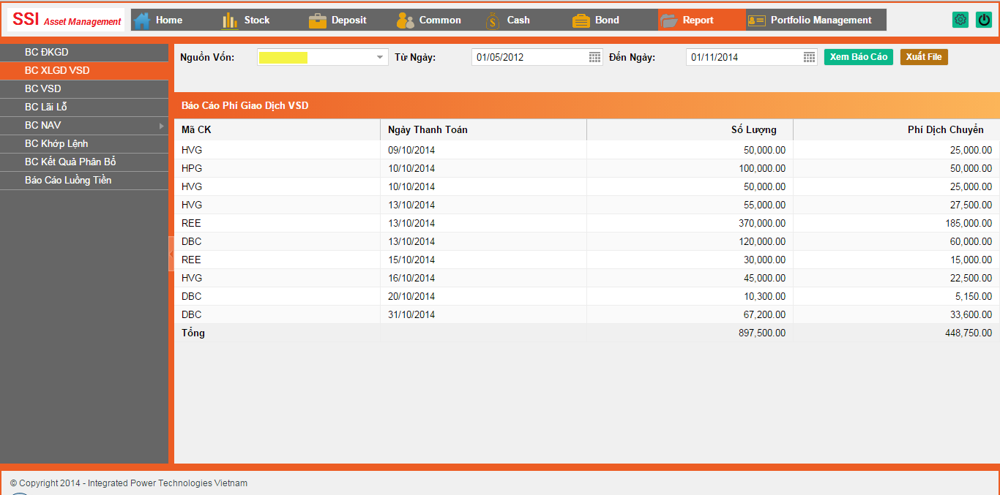 SSI Asset Management Home Stock Deposit Common Cash Bond Report Portfolio Management
BC ĐKGD
BC XLGD VSD
BC VSD
BC Lãi Lỗ
BC NAV
BC Khớp Lệnh
BC Kết Quả Phân Bổ
Báo Cáo Luồng Tiền
Nguồn Vốn: Từ Ngày: 01/05/2012 Đến Ngày: 01/11/2014 Xem Báo Cáo Xuất File
Báo Cáo Phí Giao Dịch VSD
Mã CK Ngày Thanh Toán Số Lượng Phí Dịch Chuyển
HVG 09/10/2014 50,000.00 25,000.00
HPG 10/10/2014 100,000.00 50,000.00
HVG 10/10/2014 50,000.00 25,000.00
HVG 13/10/2014 55,000.00 27,500.00
REE 13/10/2014 370,000.00 185,000.00
DBC 13/10/2014 120,000.00 60,000.00
REE 15/10/2014 30,000.00 15,000.00
HVG 16/10/2014 45,000.00 22,500.00
DBC 20/10/2014 10,300.00 5,150.00
DBC 31/10/2014 67,200.00 33,600.00
Tổng 897,500.00 448,750.00
© Copyright 2014 - Integrated Power Technologies Vietnam